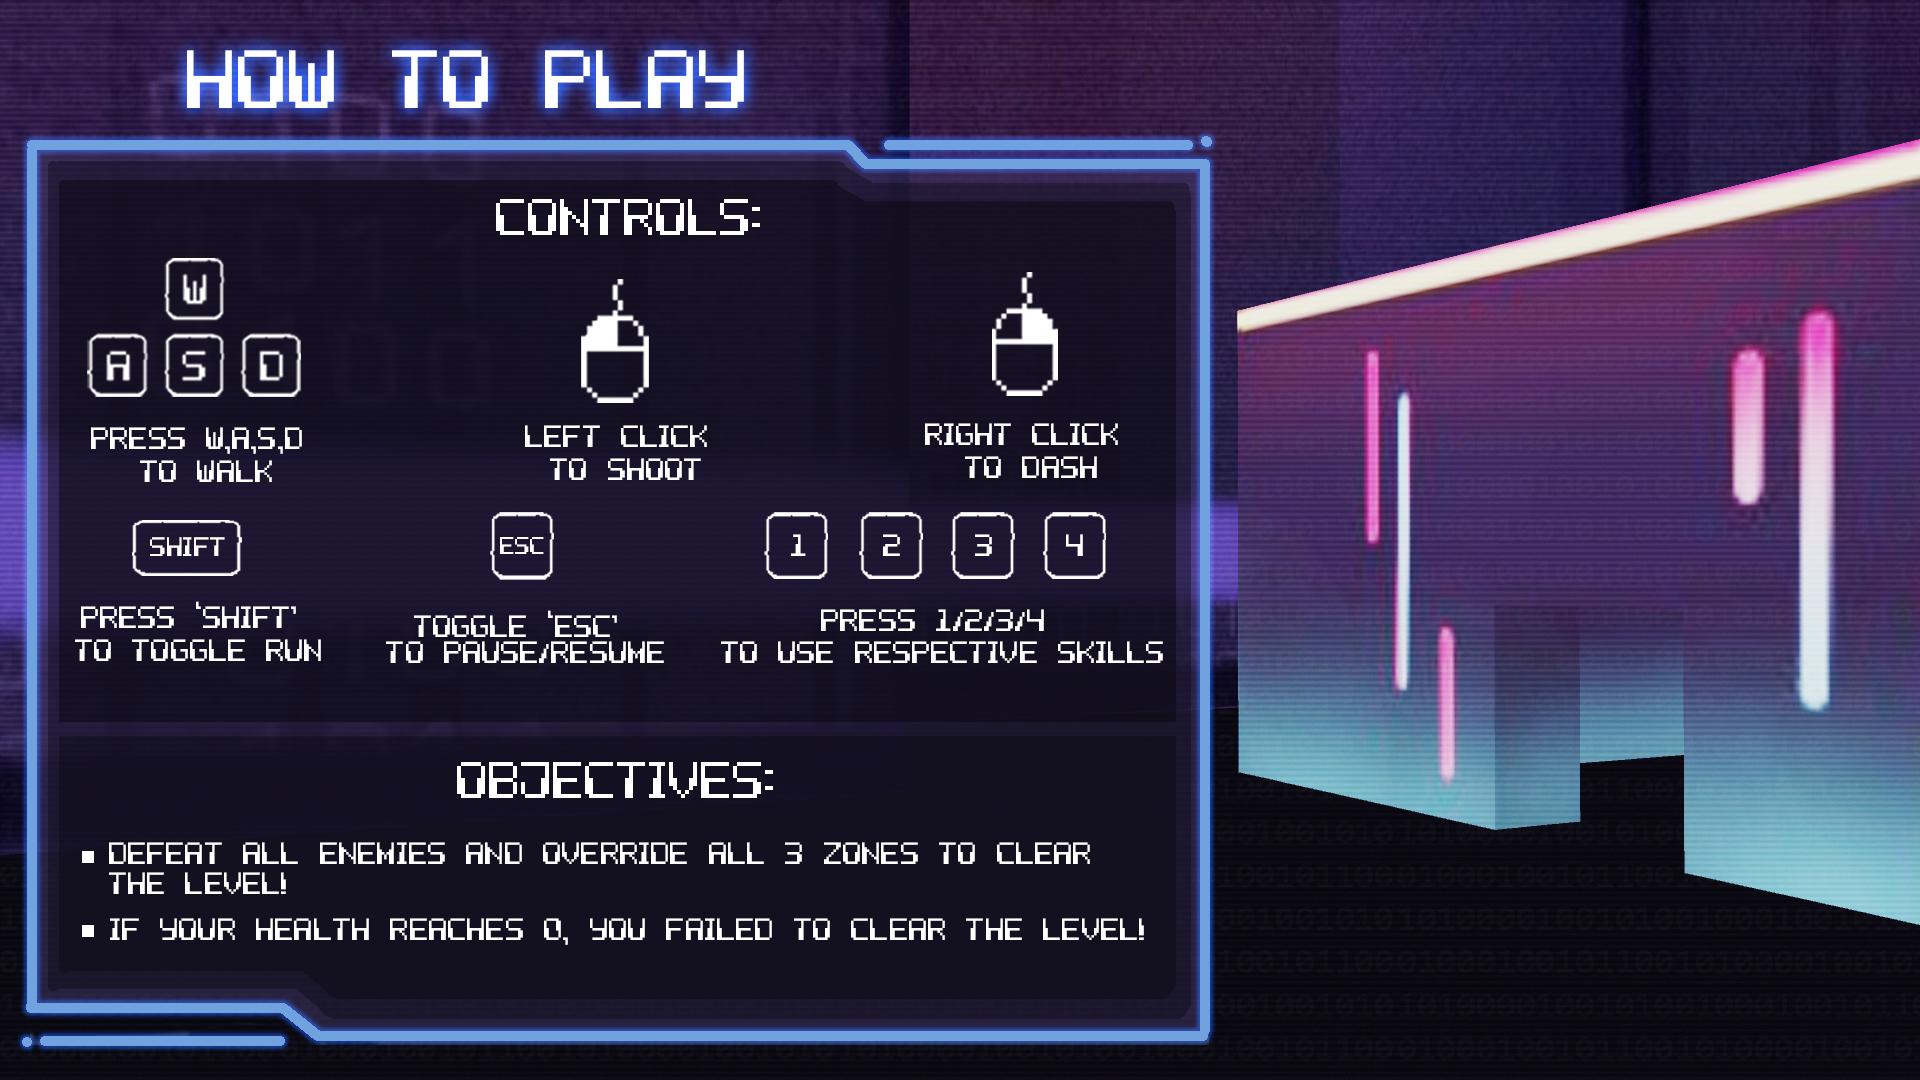 HOW TO PLAY
CONTROLS:
W
A S D
PRESS W,A,S,D
TO WALK
LEFT CLICK
TO SHOOT
RIGHT CLICK
TO DASH
SHIFT
PRESS 'SHIFT'
TO TOGGLE RUN
ESC
TOGGLE 'ESC'
TO PAUSE/RESUME
1 2 3 4
PRESS 1/2/3/4
TO USE RESPECTIVE SKILLS
OBJECTIVES:
▪ DEFEAT ALL ENEMIES AND OVERRIDE ALL 3 ZONES TO CLEAR
THE LEVEL!
▪ IF YOUR HEALTH REACHES 0, YOU FAILED TO CLEAR THE LEVEL!